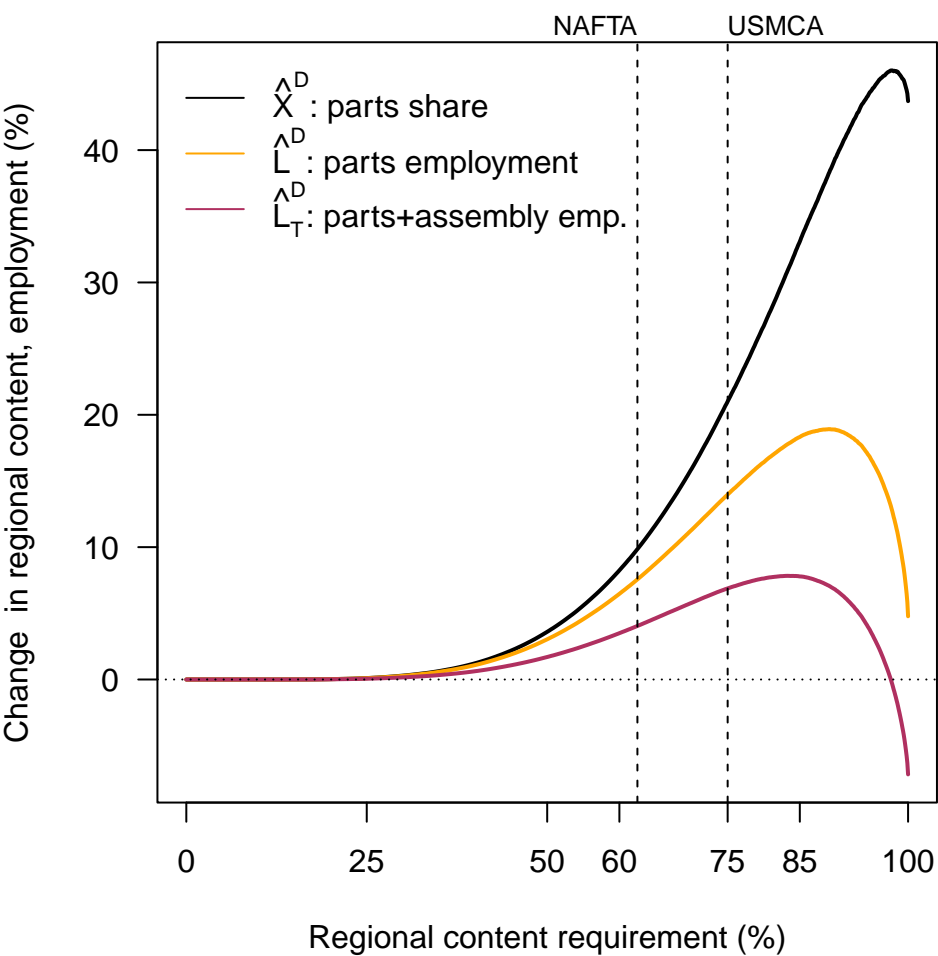 NAFTA USMCA
X̂ᴰ : parts share
L̂ᴰ : parts employment
L̂ᴰ_T: parts+assembly emp.
Change in regional content, employment (%)
40
30
20
10
0
0 25 50 60 75 85 100
Regional content requirement (%)